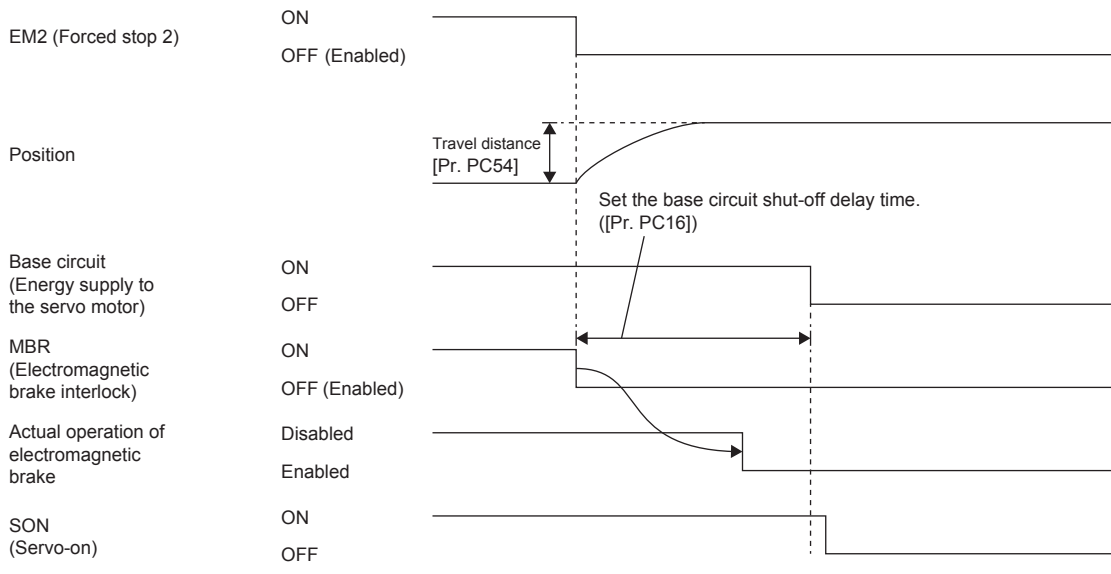 EM2 (Forced stop 2)
ON
OFF (Enabled)
Position
Travel distance
[Pr. PC54]
Set the base circuit shut-off delay time.
([Pr. PC16])
Base circuit
(Energy supply to
the servo motor)
ON
OFF
MBR
(Electromagnetic
brake interlock)
ON
OFF (Enabled)
Actual operation of
electromagnetic
brake
Disabled
Enabled
SON
(Servo-on)
ON
OFF